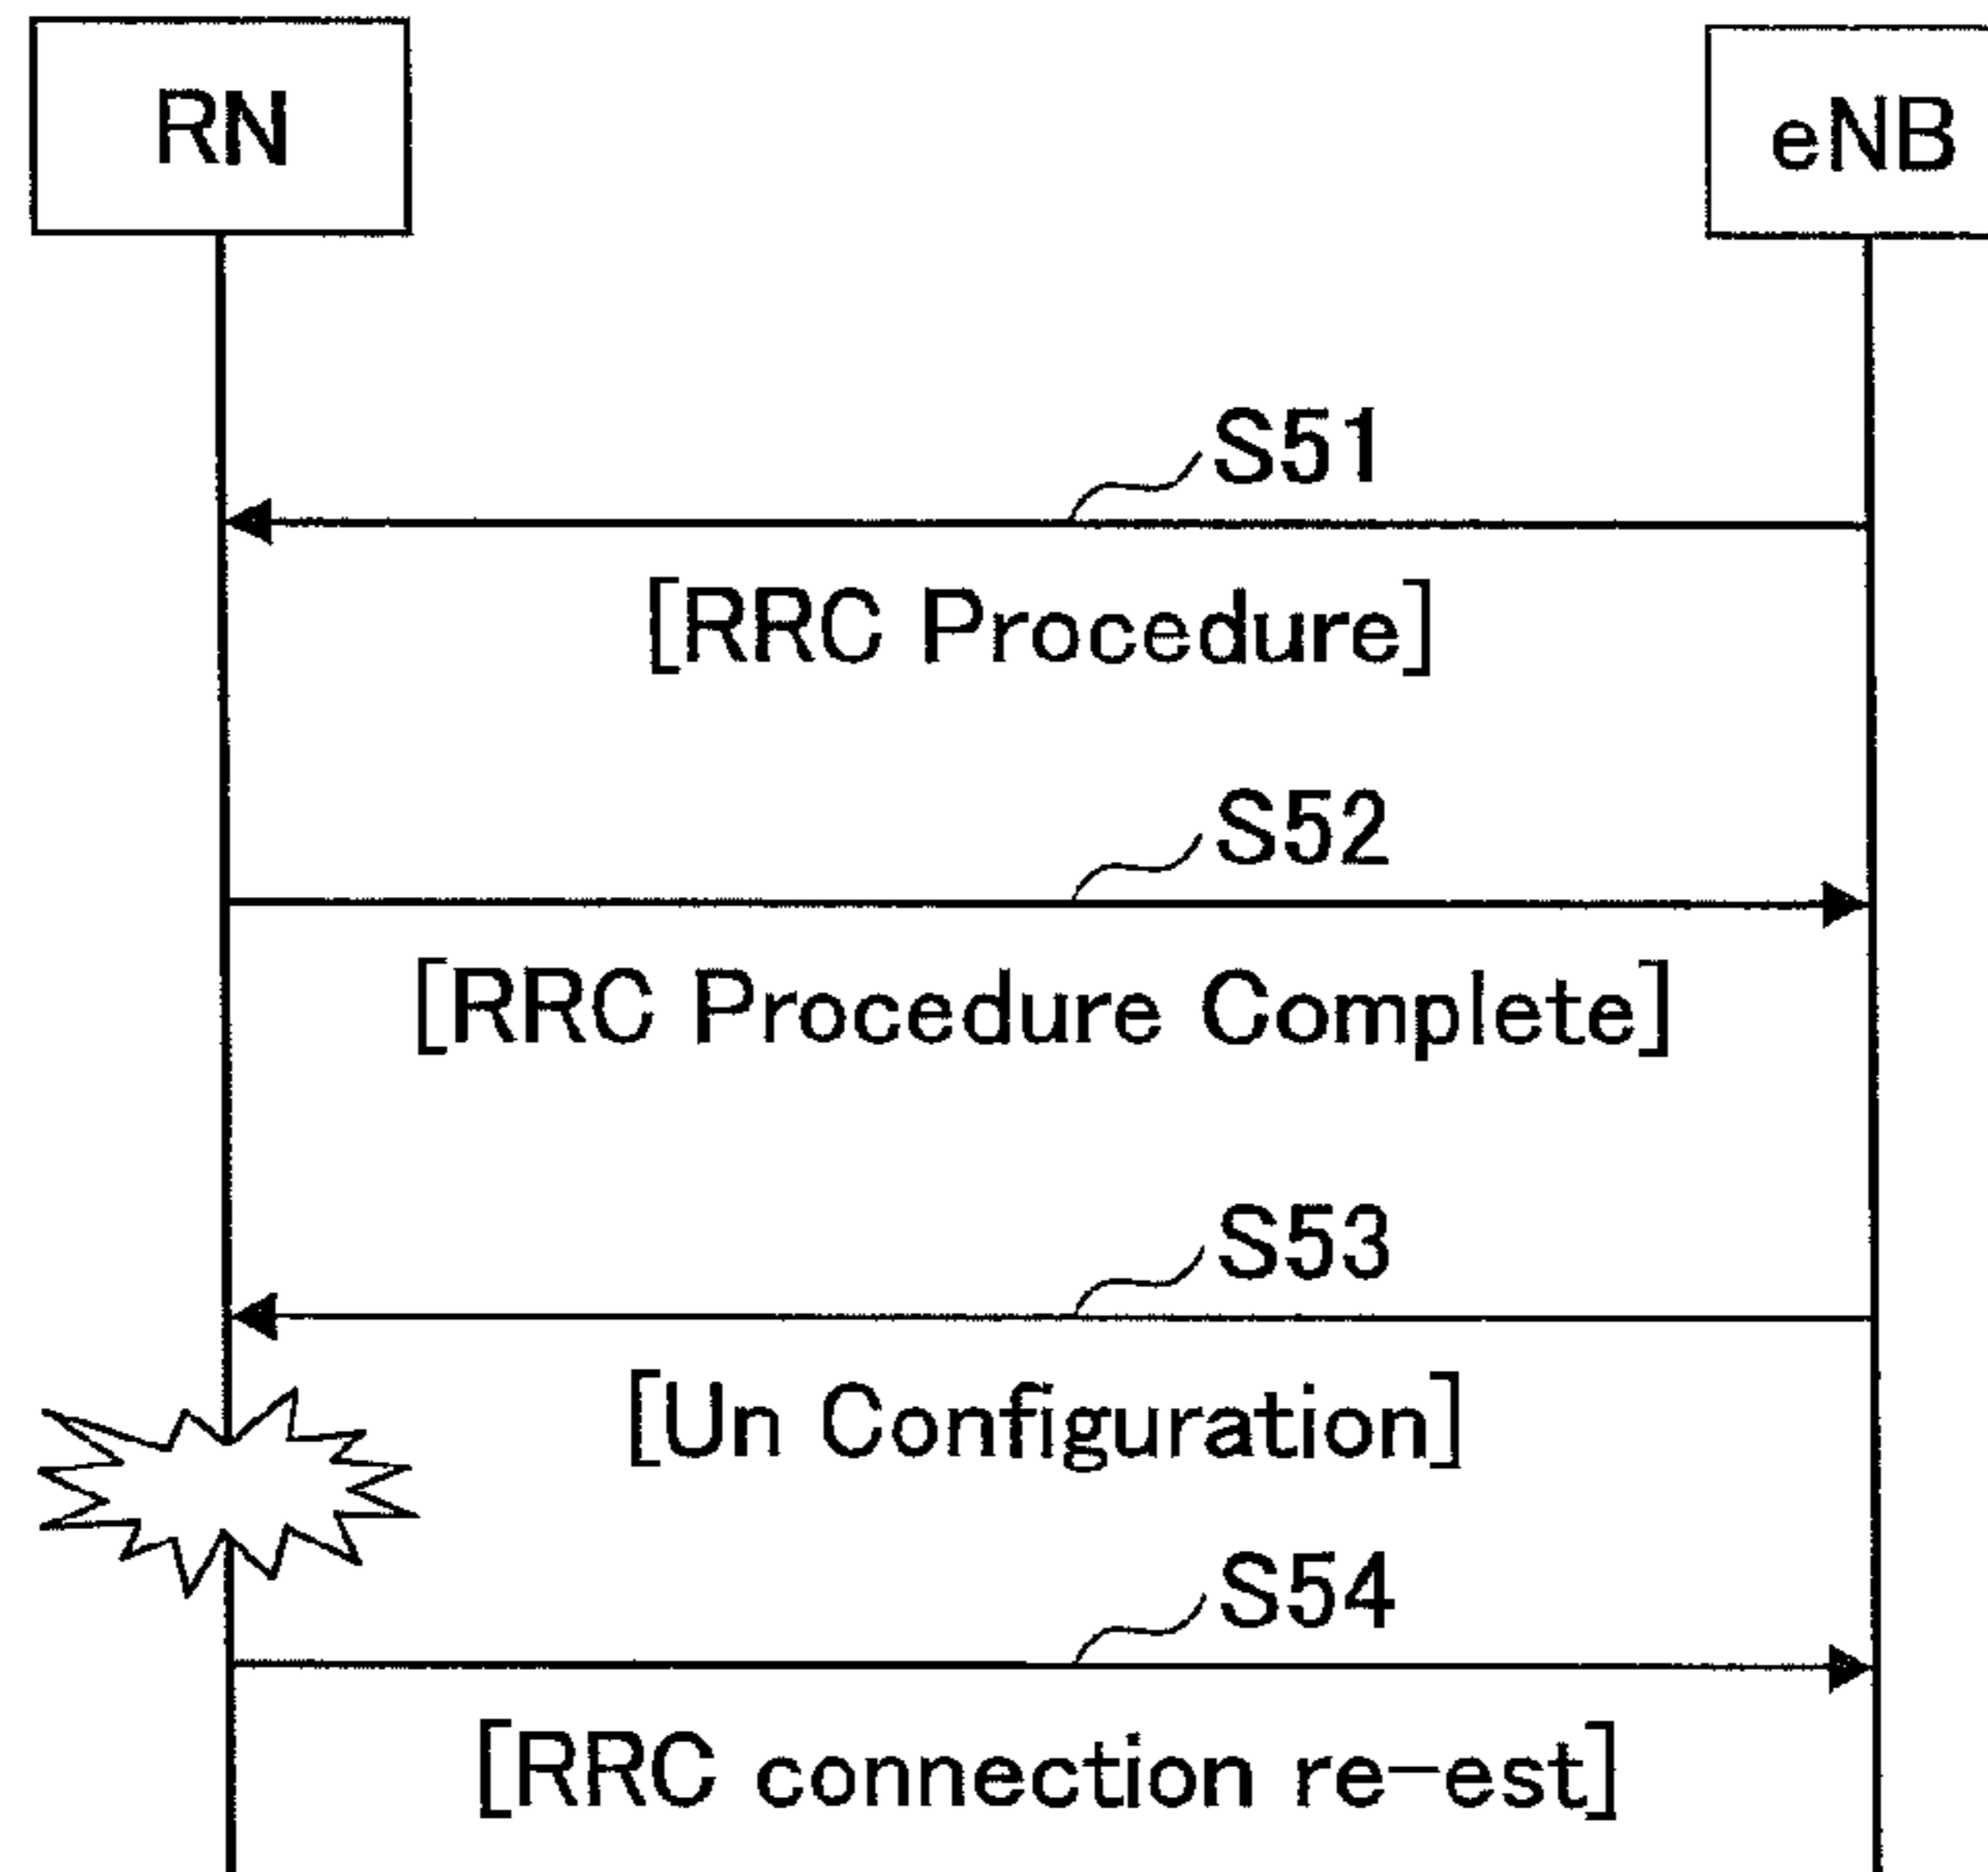 RN
eNB
S51
[RRC Procedure]
S52
[RRC Procedure Complete]
S53
[Un Configuration]
S54
[RRC connection re-est]